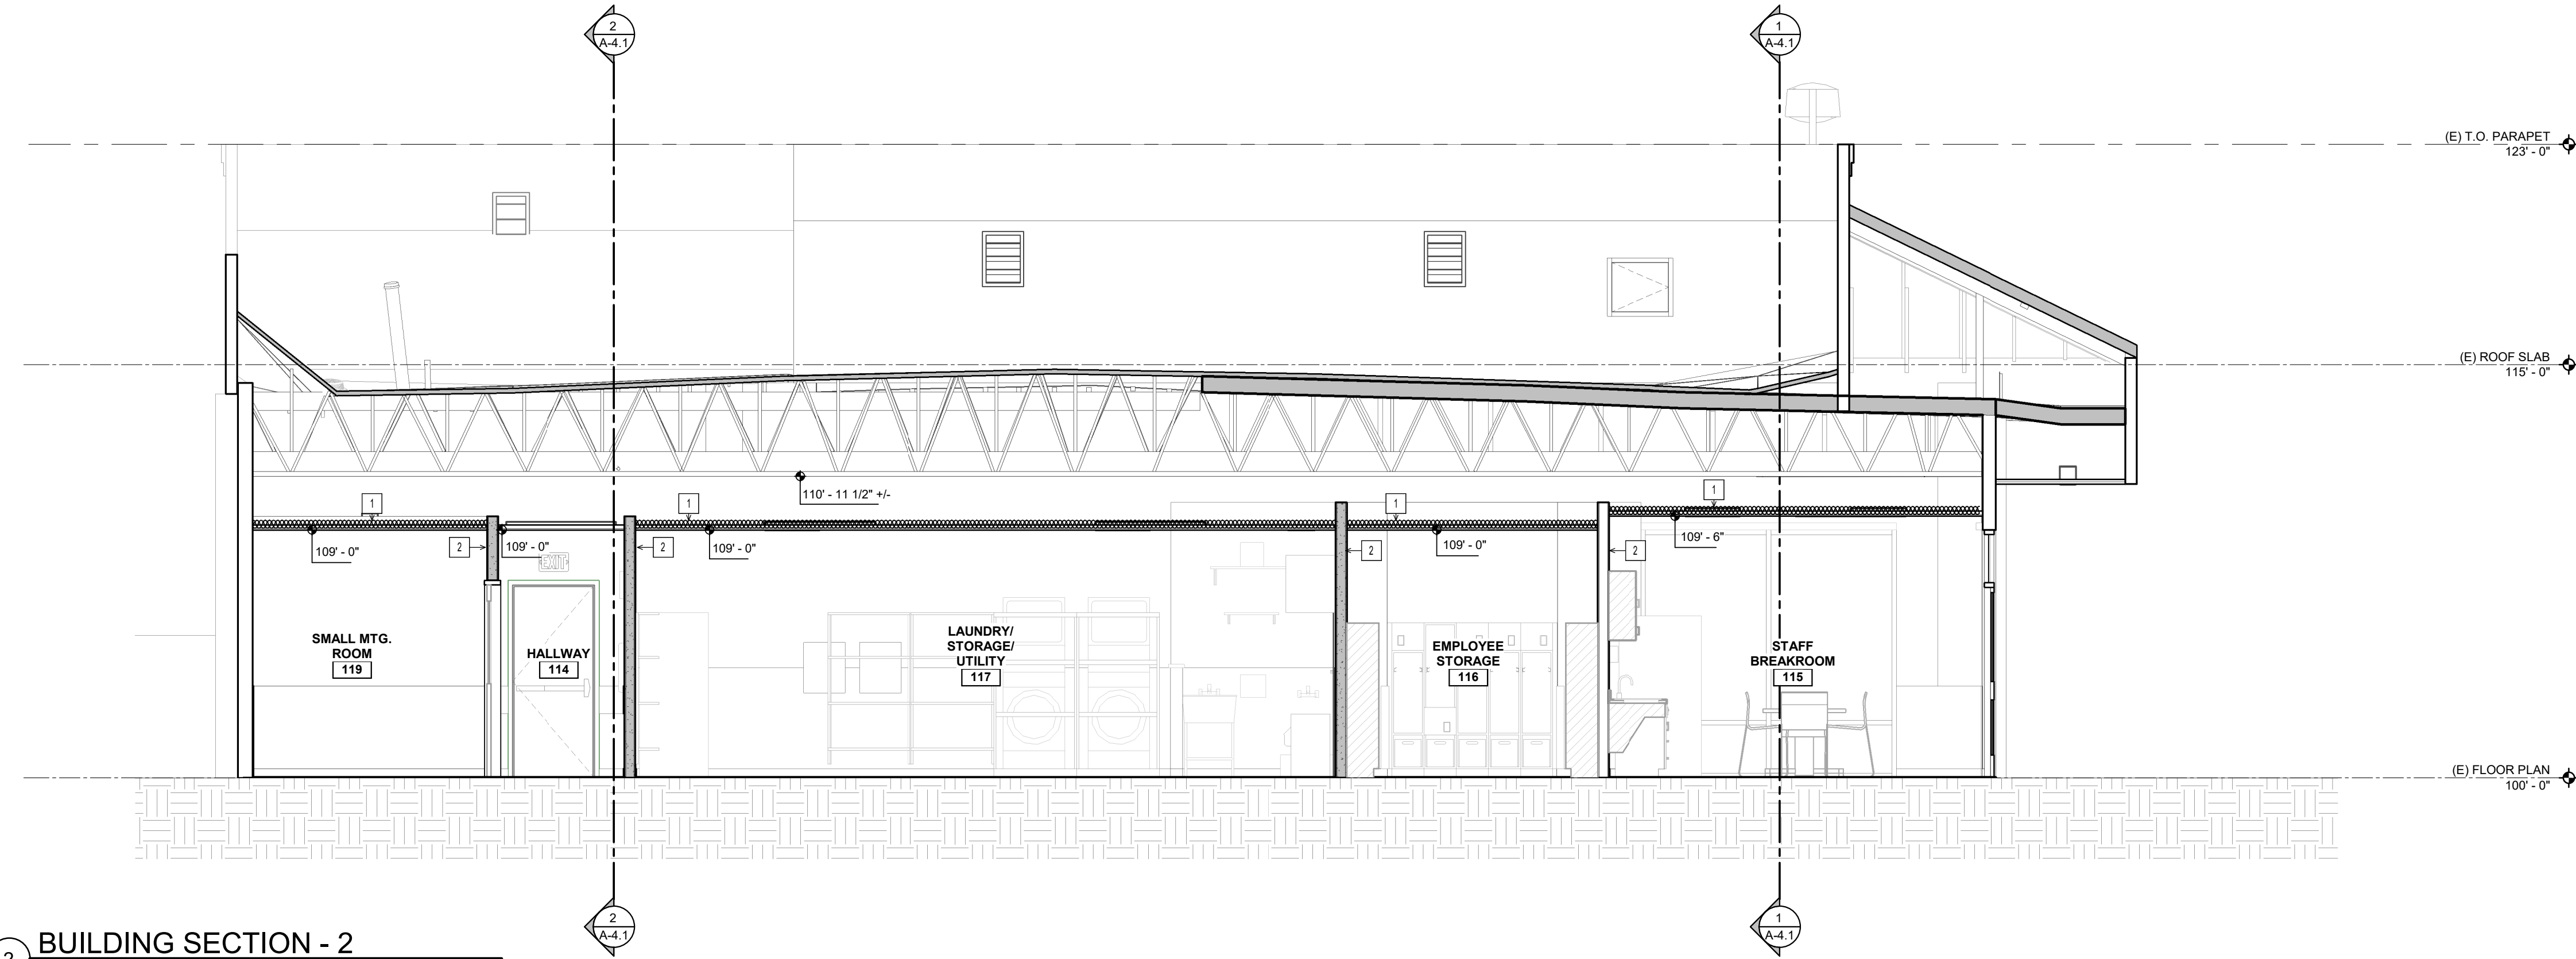 2
A-4.1
1
A-4.1
(E) T.O. PARAPET
123' - 0"
(E) ROOF SLAB
115' - 0"
110' - 11 1/2" +/-
1
1
1
1
109' - 0"
2
109' - 0"
EXIT
2
109' - 0"
2
109' - 0"
2
109' - 6"
SMALL MTG.
ROOM
119
HALLWAY
114
LAUNDRY/
STORAGE/
UTILITY
117
EMPLOYEE
STORAGE
116
STAFF
BREAKROOM
115
(E) FLOOR PLAN
100' - 0"
2
A-4.1
1
A-4.1
2
BUILDING SECTION - 2